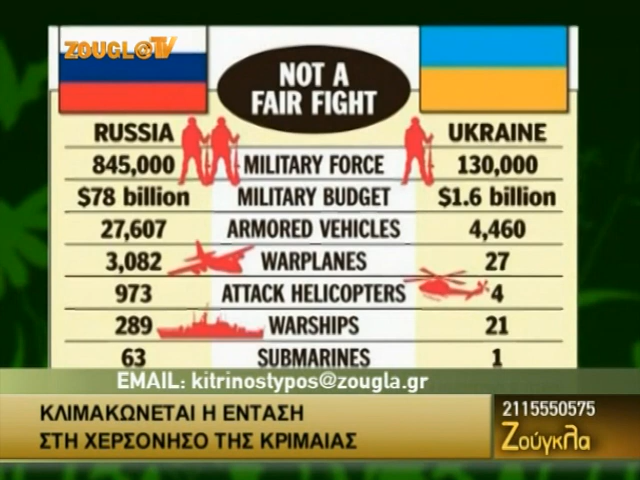 ZOUGL@TV
NOT A
FAIR FIGHT
RUSSIA UKRAINE
845,000 MILITARY FORCE 130,000
$78 billion MILITARY BUDGET $1.6 billion
27,607 ARMORED VEHICLES 4,460
3,082 WARPLANES 27
973 ATTACK HELICOPTERS 4
289 WARSHIPS 21
63 SUBMARINES 1
EMAIL: kitrinostypos@zougla.gr
ΚΛΙΜΑΚΩΝΕΤΑΙ Η ΕΝΤΑΣΗ
ΣΤΗ ΧΕΡΣΟΝΗΣΟ ΤΗΣ ΚΡΙΜΑΙΑΣ
2115550575
Ζούγκλα